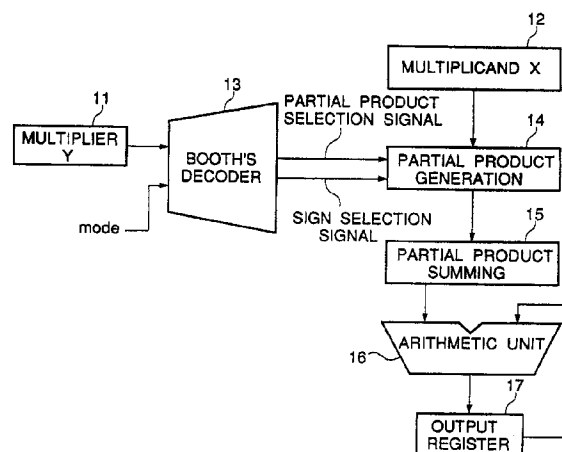 12
MULTIPLICAND X
13
11
MULTIPLIER
Y
BOOTH'S
DECODER
mode
PARTIAL PRODUCT
SELECTION SIGNAL
SIGN SELECTION
SIGNAL
14
PARTIAL PRODUCT
GENERATION
15
PARTIAL PRODUCT
SUMMING
ARITHMETIC UNIT
16
17
OUTPUT
REGISTER